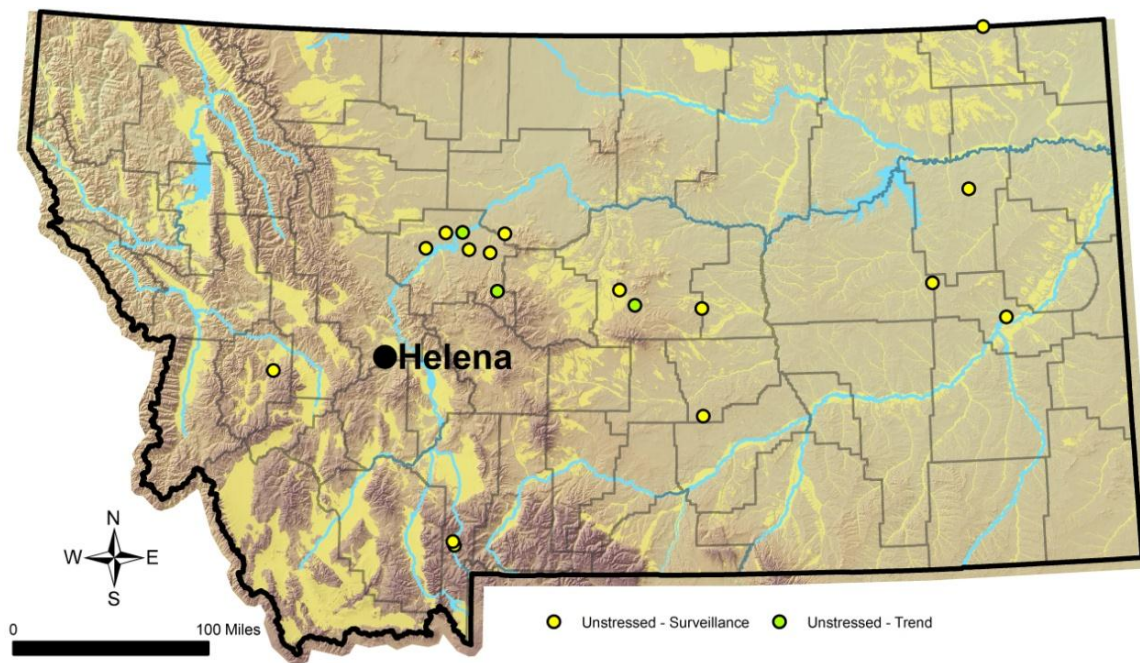 Helena
N
W E
S
0 100 Miles
Unstressed - Surveillance Unstressed - Trend